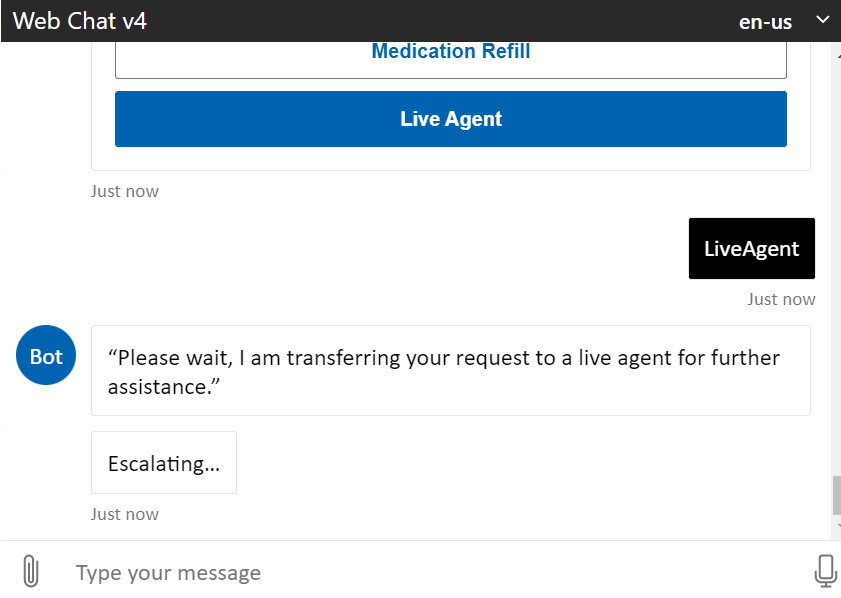 Web Chat v4
en-us
Medication Refill
Live Agent
Just now
LiveAgent
Just now
Bot
“Please wait, I am transferring your request to a live agent for further
assistance.”
Escalating...
Just now
Type your message